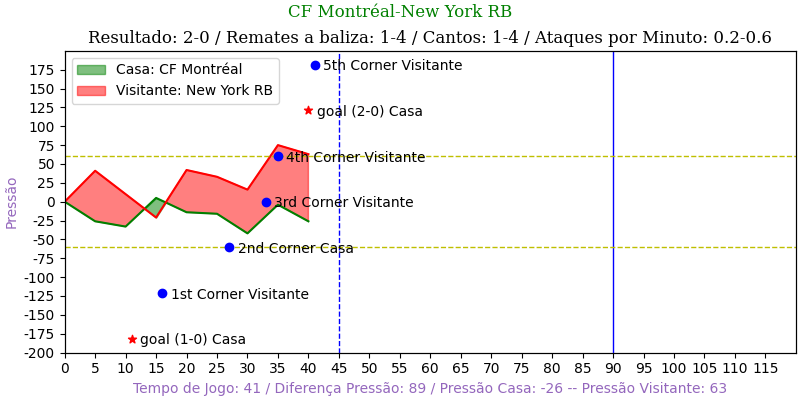 CF Montréal-New York RB
Resultado: 2-0 / Remates a baliza: 1-4 / Cantos: 1-4 / Ataques por Minuto: 0.2-0.6
Casa: CF Montréal
Visitante: New York RB
5th Corner Visitante
goal (2-0) Casa
4th Corner Visitante
3rd Corner Visitante
2nd Corner Casa
1st Corner Visitante
goal (1-0) Casa
Pressão
175
150
125
100
75
50
25
0
-25
-50
-75
-100
-125
-150
-175
-200
0 5 10 15 20 25 30 35 40 45 50 55 60 65 70 75 80 85 90 95 100 105 110 115
Tempo de Jogo: 41 / Diferença Pressão: 89 / Pressão Casa: -26 -- Pressão Visitante: 63